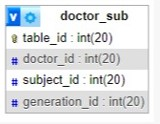 v doctor_sub
table_id : int(20)
# doctor_id : int(20)
# subject_id : int(20)
# generation_id : int(20)